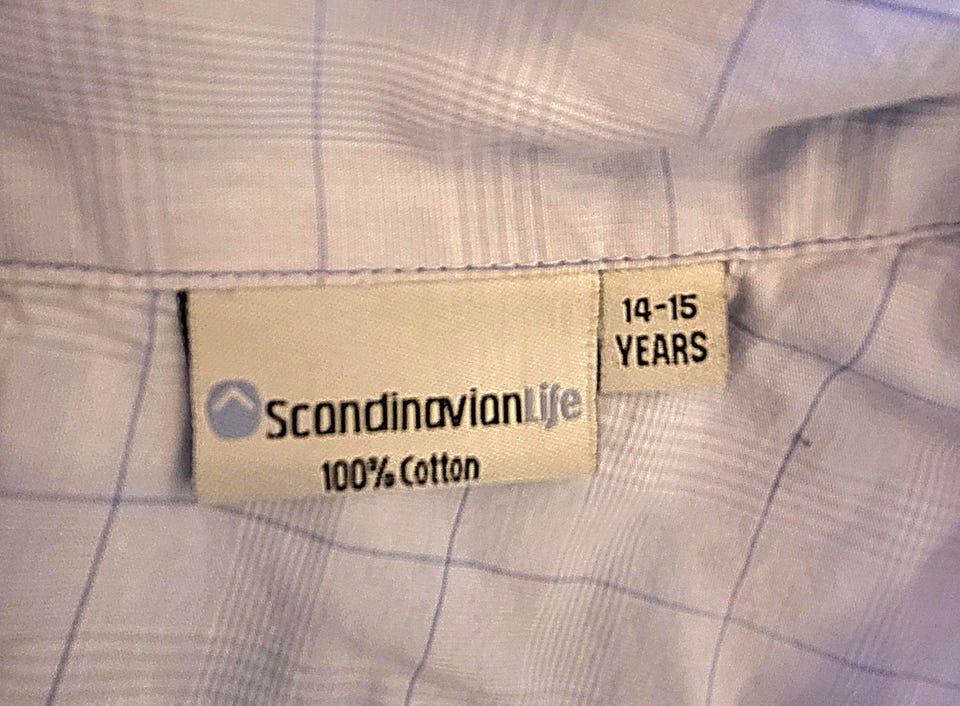 ScandinavianLife
100% Cotton
14-15
YEARS